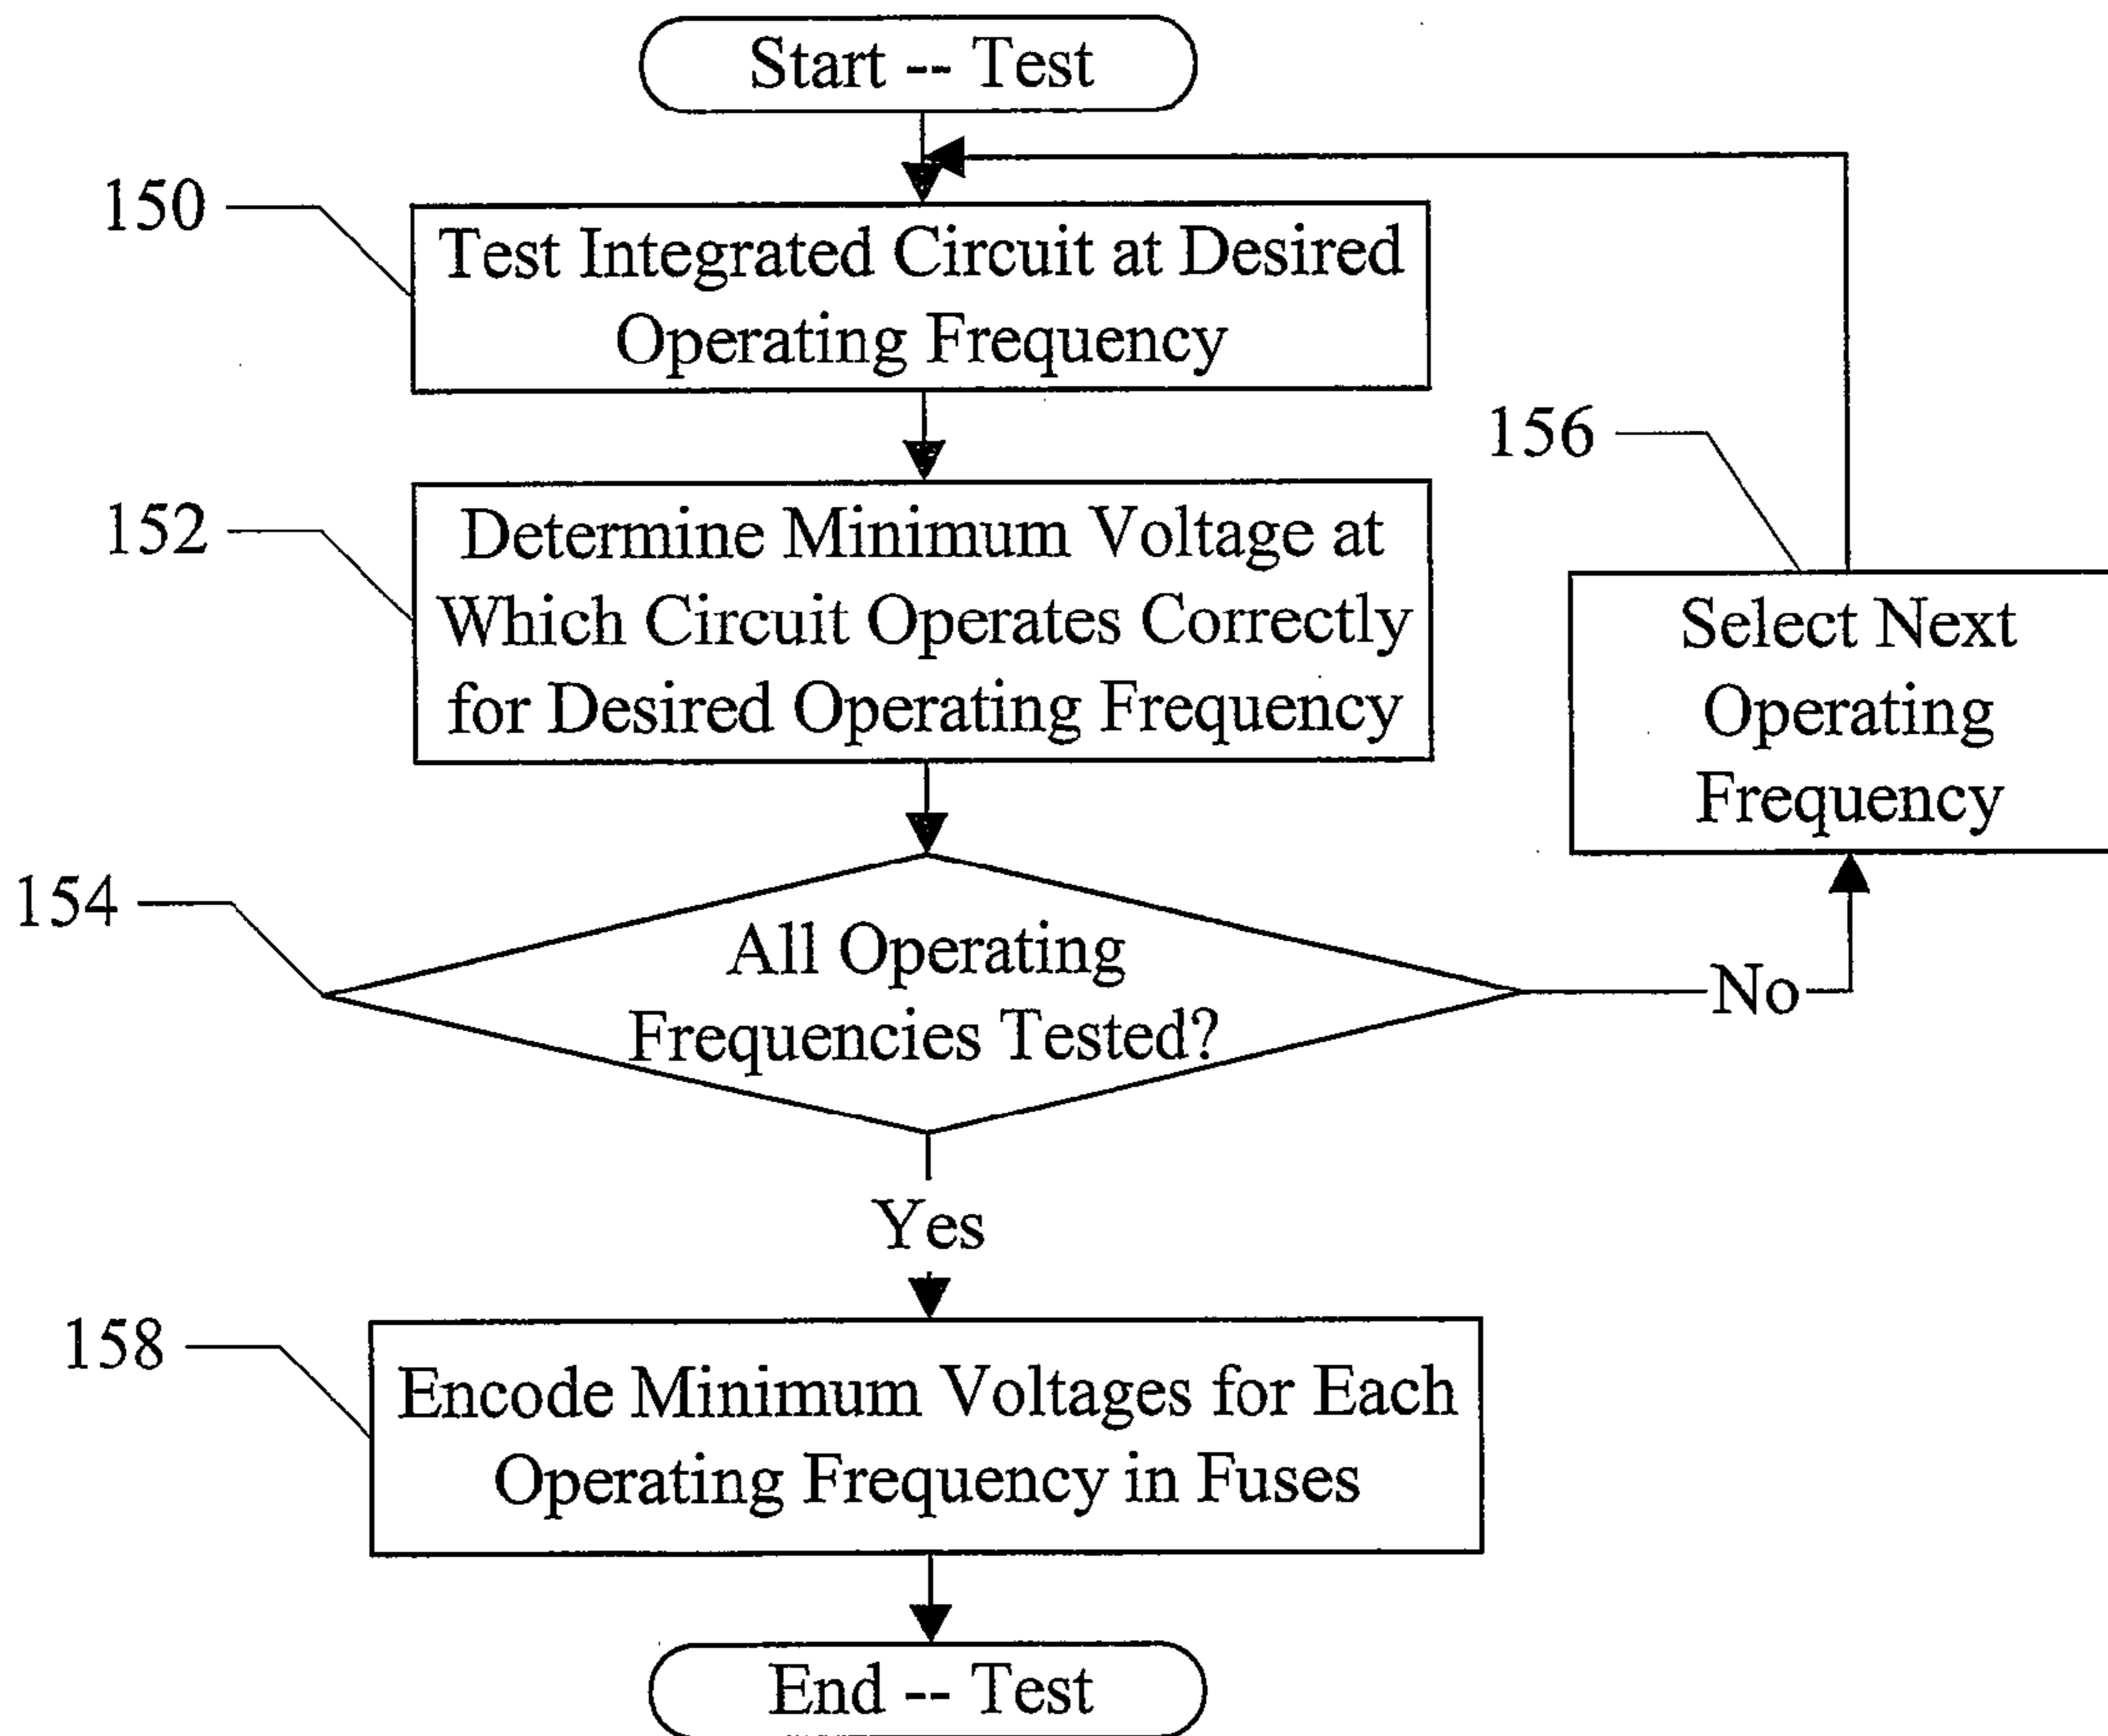 Start -- Test
150
Test Integrated Circuit at Desired
Operating Frequency
152
Determine Minimum Voltage at
Which Circuit Operates Correctly
for Desired Operating Frequency
156
Select Next
Operating
Frequency
154
All Operating
Frequencies Tested?
No
Yes
158
Encode Minimum Voltages for Each
Operating Frequency in Fuses
End -- Test